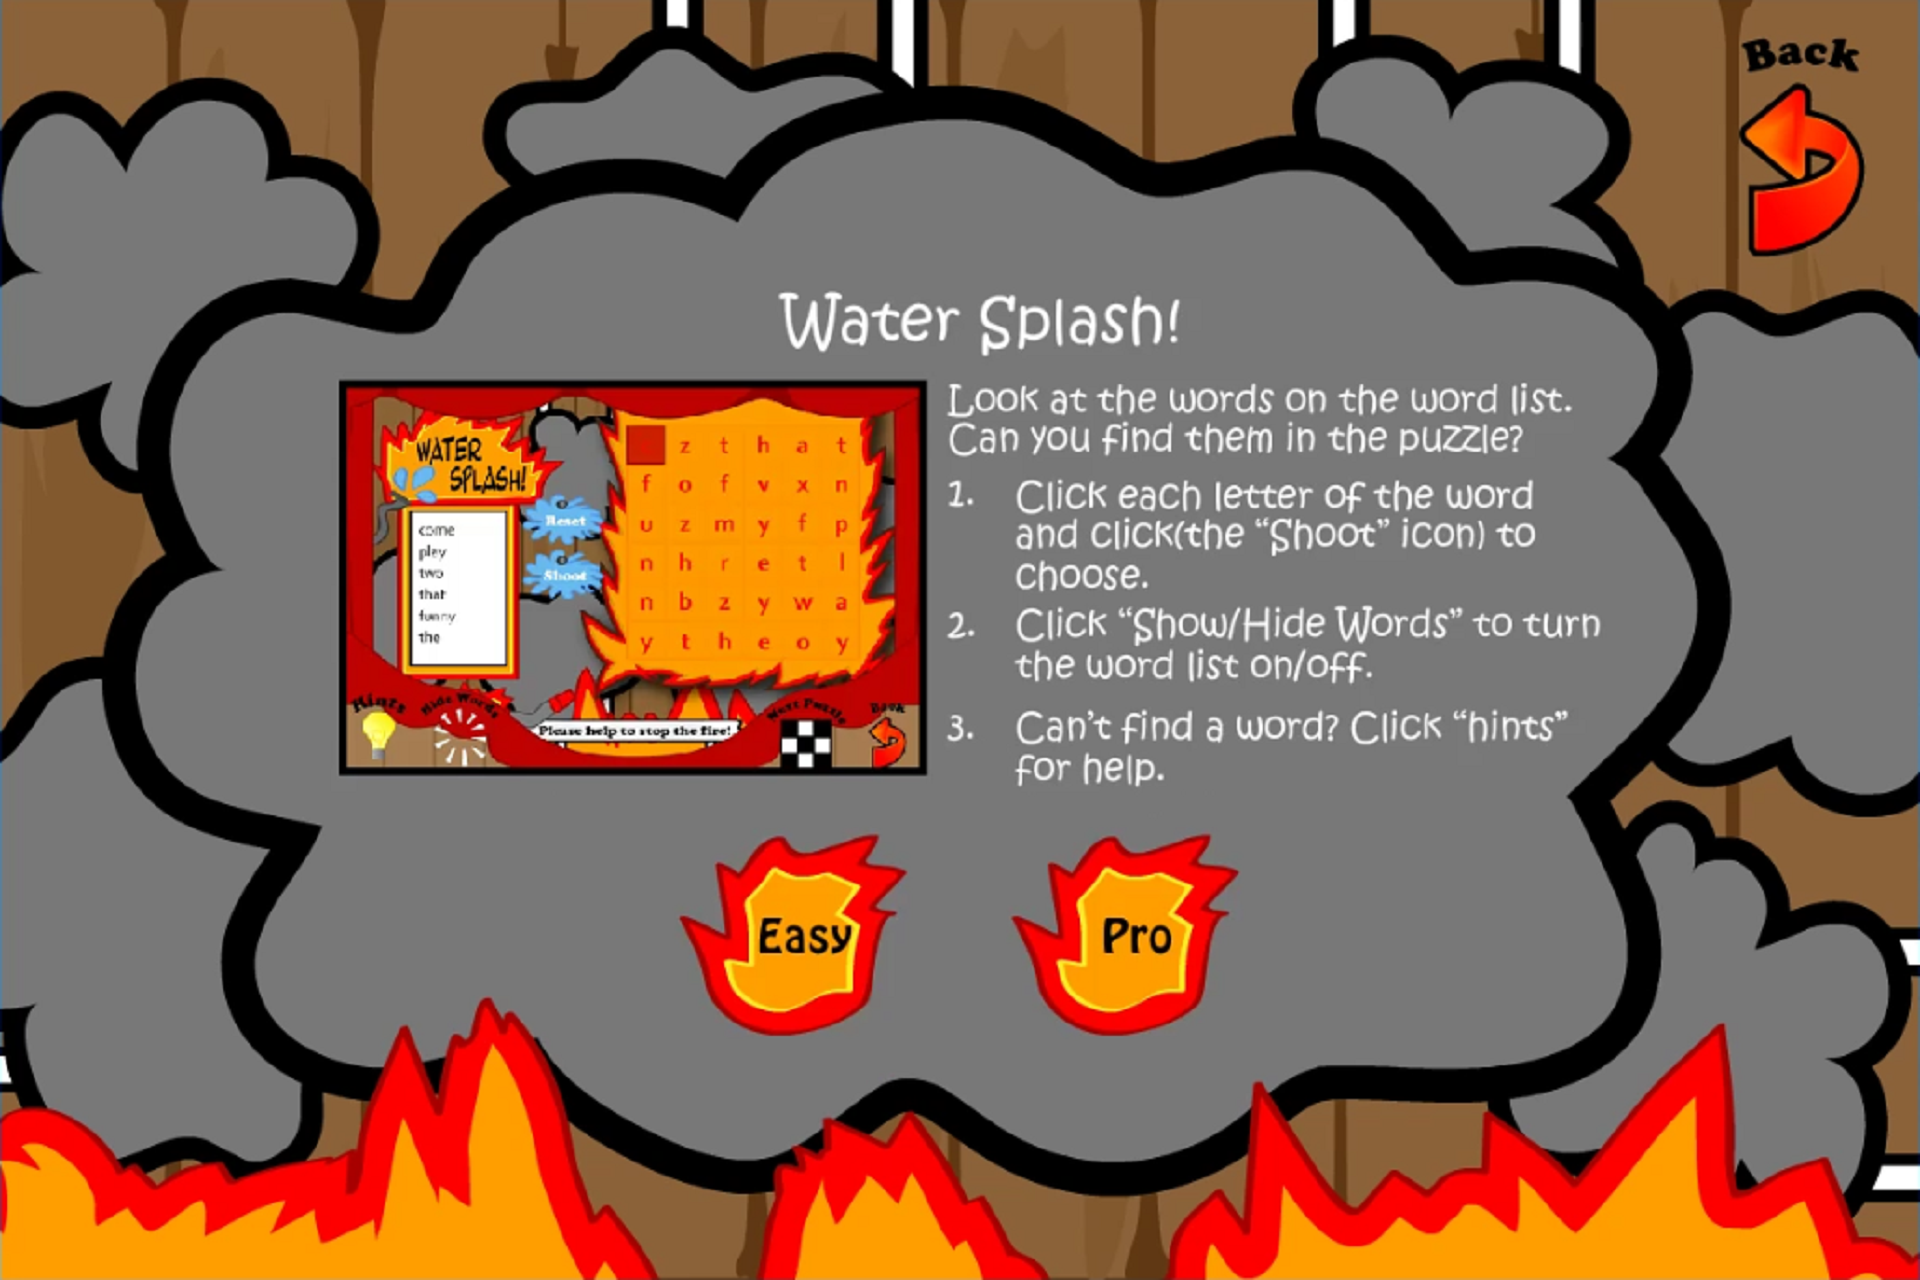 Back
Water Splash!
WATER
SPLASH!
come
play
two
that
funny
the
Reset
Shoot
z t h a t
f o f v x n
u z m y f p
n h r e t l
n b z y w a
y t h e o y
Hints
Hide Words
Please help to stop the fire!
Next Puzzle
Back
Look at the words on the word list.
Can you find them in the puzzle?
1. Click each letter of the word
and click(the “Shoot” icon) to
choose.
2. Click “Show/Hide Words” to turn
the word list on/off.
3. Can’t find a word? Click “hints”
for help.
Easy
Pro